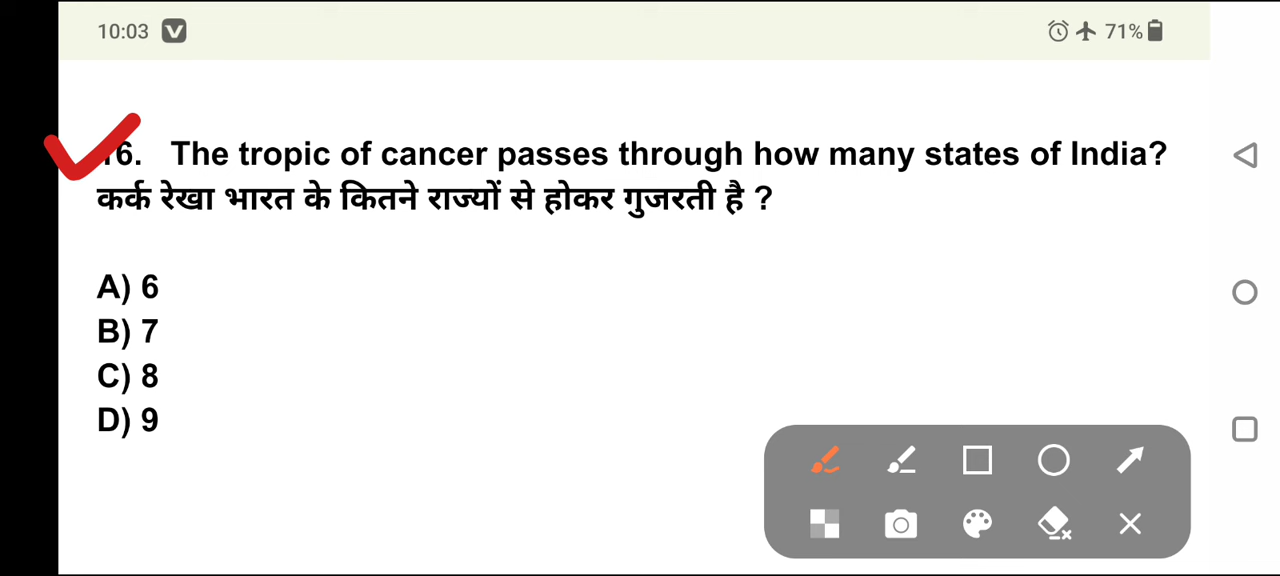 10:03
71%
16. The tropic of cancer passes through how many states of India?
कर्क रेखा भारत के कितने राज्यों से होकर गुजरती है ?
A) 6
B) 7
C) 8
D) 9